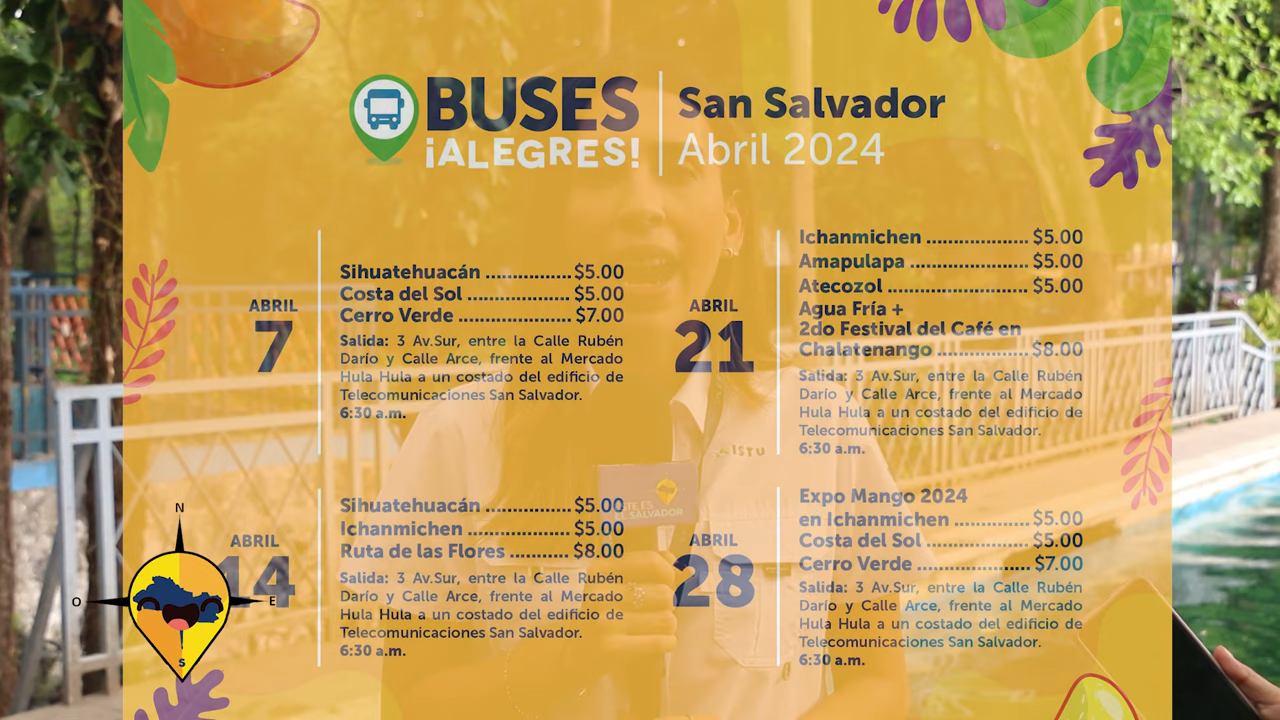 BUSES
¡ALEGRES!
San Salvador
Abril 2024
ABRIL
7
Sihuatehuacán ................ $5.00
Costa del Sol ................... $5.00
Cerro Verde ..................... $7.00
Salida: 3 Av.Sur, entre la Calle Rubén
Darío y Calle Arce, frente al Mercado
Hula Hula a un costado del edificio de
Telecomunicaciones San Salvador.
6:30 a.m.
ABRIL
14
Sihuatehuacán ................ $5.00
Ichanmichen ................... $5.00
Ruta de las Flores ........... $8.00
Salida: 3 Av.Sur, entre la Calle Rubén
Darío y Calle Arce, frente al Mercado
Hula Hula a un costado del edificio de
Telecomunicaciones San Salvador.
6:30 a.m.
ABRIL
21
Ichanmichen ................... $5.00
Amapulapa ...................... $5.00
Atecozol .......................... $5.00
Agua Fría +
2do Festival del Café en
Chalatenango ................. $8.00
Salida: 3 Av.Sur, entre la Calle Rubén
Darío y Calle Arce, frente al Mercado
Hula Hula a un costado del edificio de
Telecomunicaciones San Salvador.
6:30 a.m.
ABRIL
28
Expo Mango 2024
en Ichanmichen .............. $5.00
Costa del Sol ................... $5.00
Cerro Verde ..................... $7.00
Salida: 3 Av.Sur, entre la Calle Rubén
Darío y Calle Arce, frente al Mercado
Hula Hula a un costado del edificio de
Telecomunicaciones San Salvador.
6:30 a.m.
N
O E
S
ISTU
SALVADOR